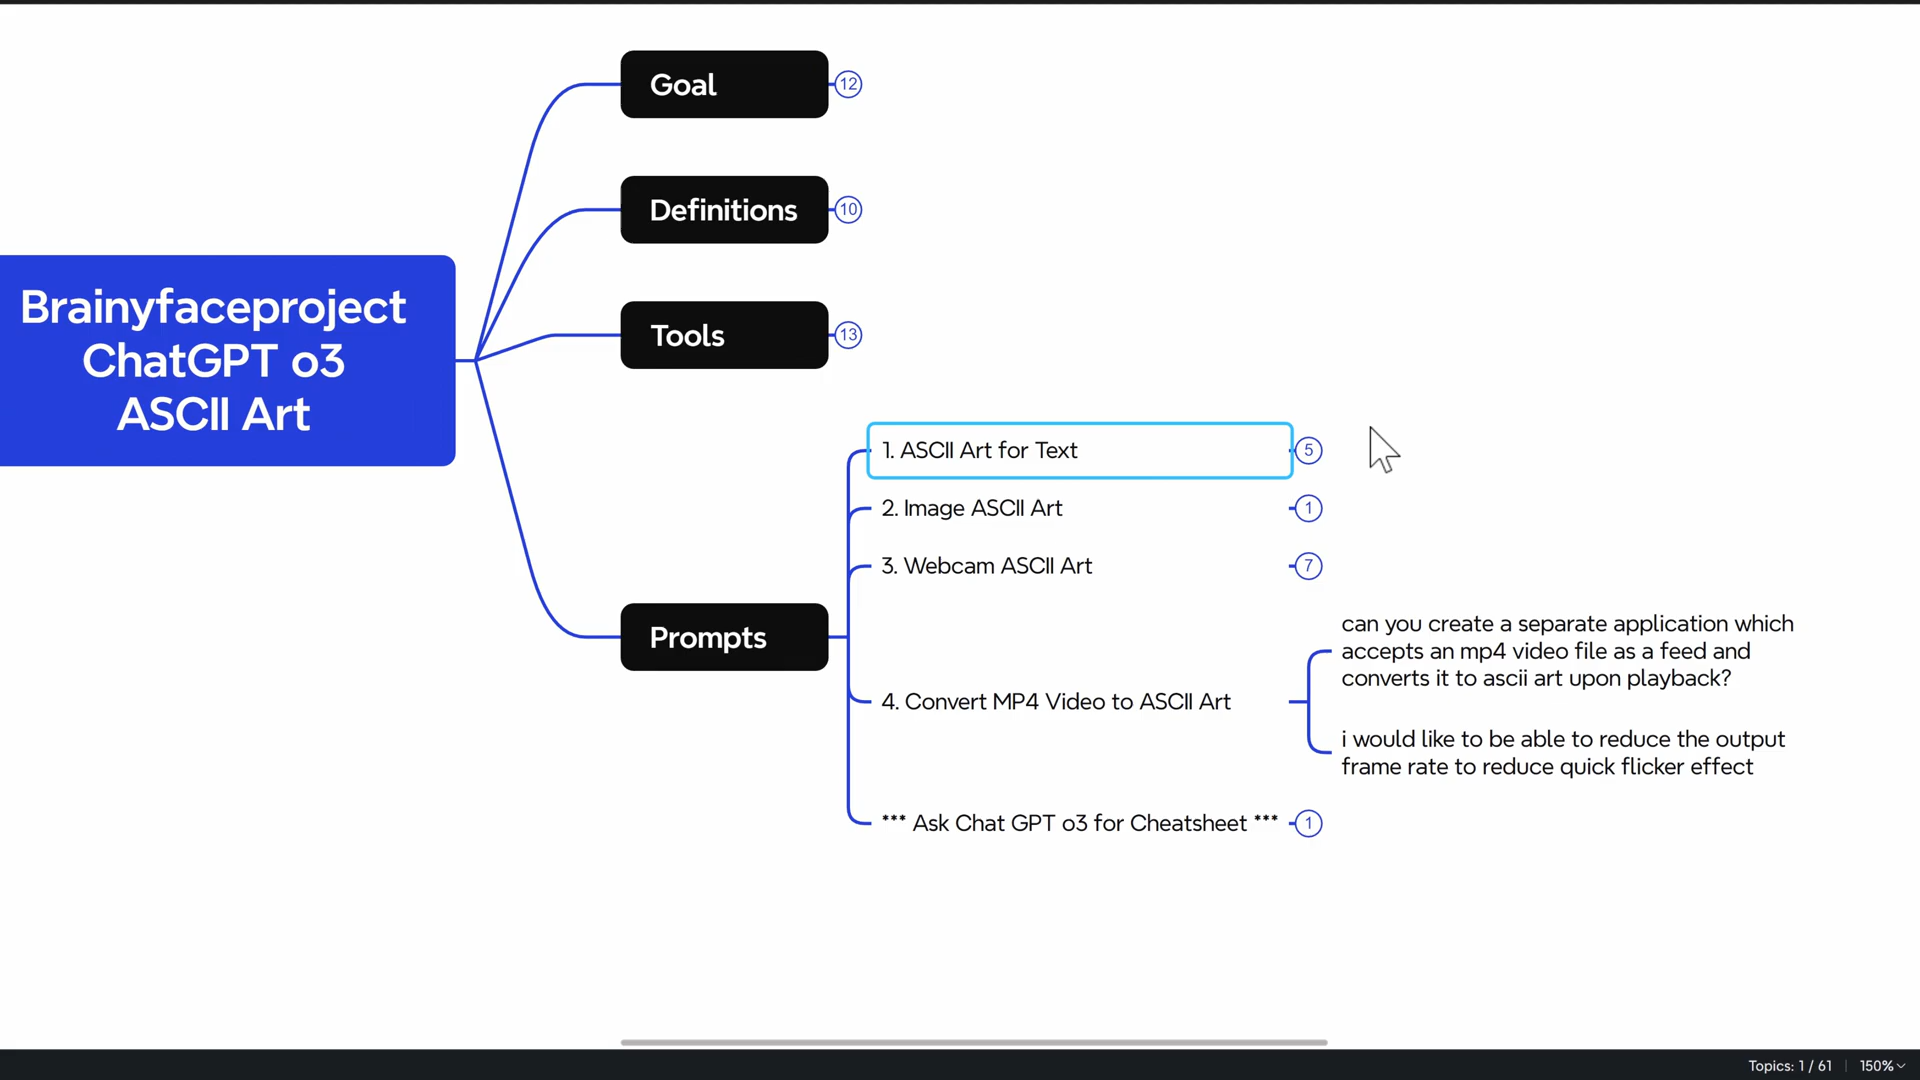 Brainyfaceproject
ChatGPT o3
ASCII Art
Goal
12
Definitions
10
Tools
13
Prompts
1. ASCII Art for Text
5
2. Image ASCII Art
1
3. Webcam ASCII Art
7
4. Convert MP4 Video to ASCII Art
can you create a separate application which
accepts an mp4 video file as a feed and
converts it to ascii art upon playback?
i would like to be able to reduce the output
frame rate to reduce quick flicker effect
*** Ask Chat GPT o3 for Cheatsheet ***
1
Topics: 1 / 61
150%